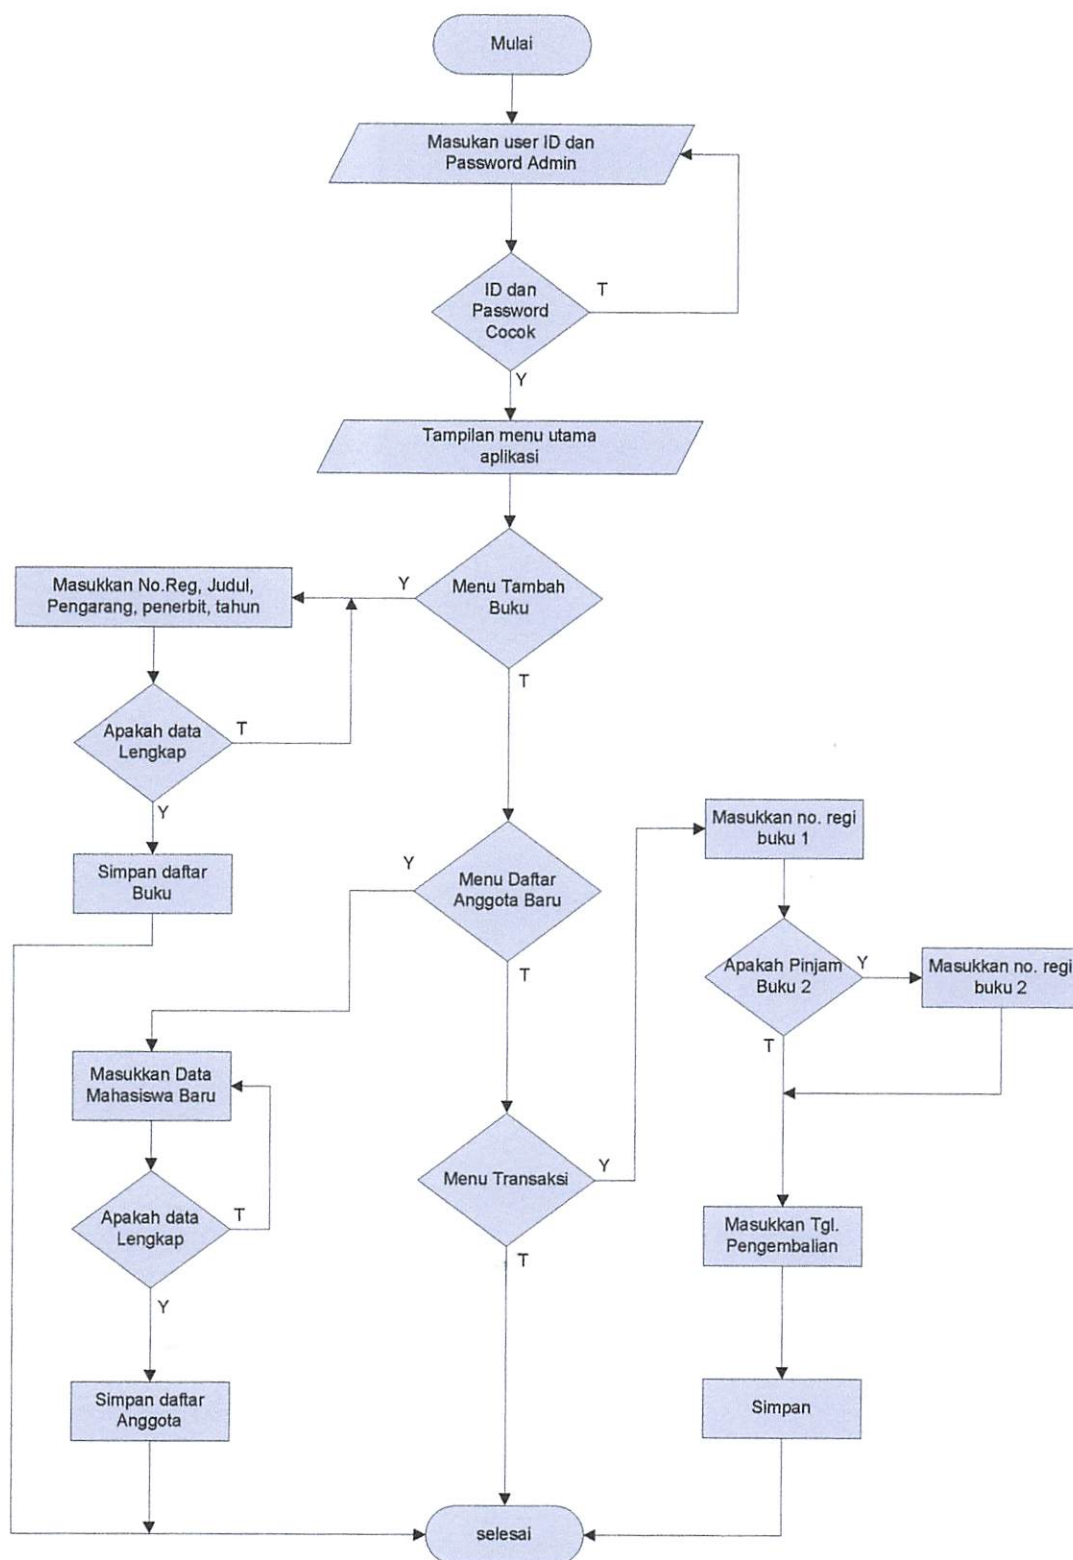 Mulai
Masukan user ID dan
Password Admin
ID dan
Password
Cocok
T
Y
Tampilan menu utama
aplikasi
Menu Tambah
Buku
Y
T
Masukkan No.Reg, Judul,
Pengarang, penerbit, tahun
Apakah data
Lengkap
T
Y
Simpan daftar
Buku
Menu Daftar
Anggota Baru
Y
T
Masukkan Data
Mahasiswa Baru
Apakah data
Lengkap
T
Y
Simpan daftar
Anggota
Menu Transaksi
Y
T
Masukkan no. regi
buku 1
Apakah Pinjam
Buku 2
Y
T
Masukkan no. regi
buku 2
Masukkan Tgl.
Pengembalian
Simpan
selesai